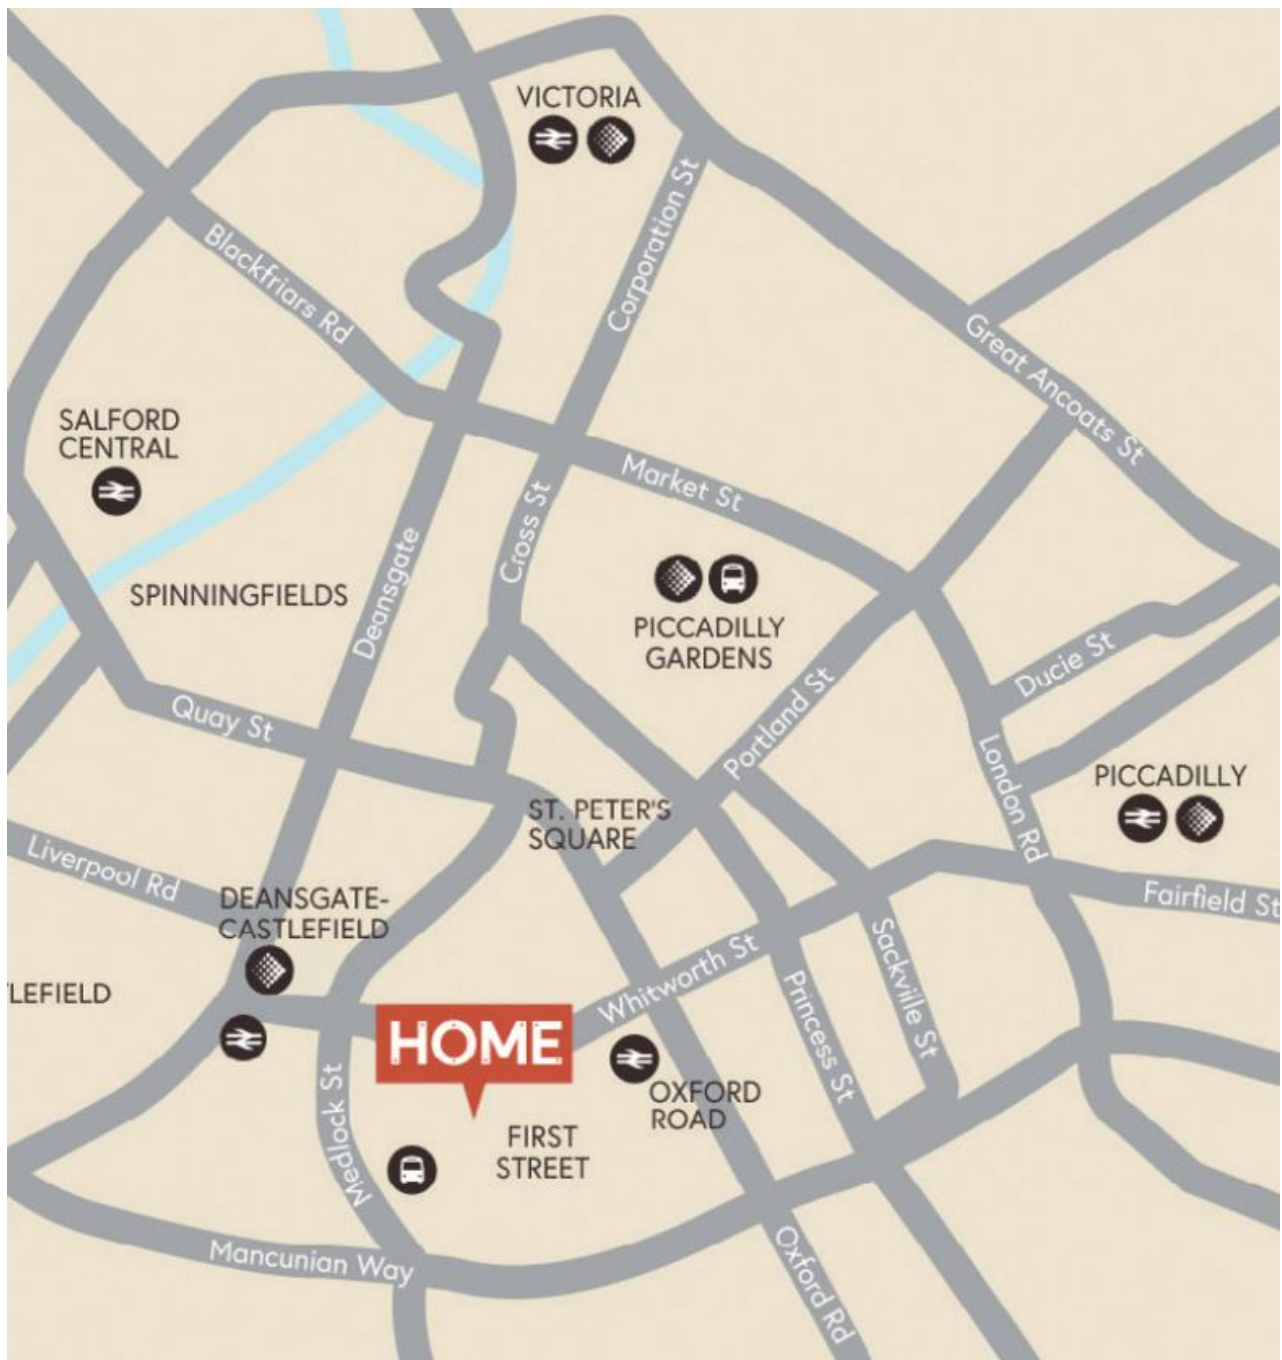 VICTORIA
Corporation St
Blackfriars Rd
Great Ancoats St
SALFORD
CENTRAL
Market St
Cross St
Deansgate
SPINNINGFIELDS
PICCADILLY
GARDENS
Ducie St
Quay St
Portland St
London Rd
PICCADILLY
ST. PETER'S
SQUARE
Liverpool Rd
DEANSGATE-
CASTLEFIELD
Fairfield St
Whitworth St
Sackville St
Princess St
TLEFIELD
HOME
Medlock St
OXFORD
ROAD
FIRST
STREET
Mancunian Way
Oxford Rd